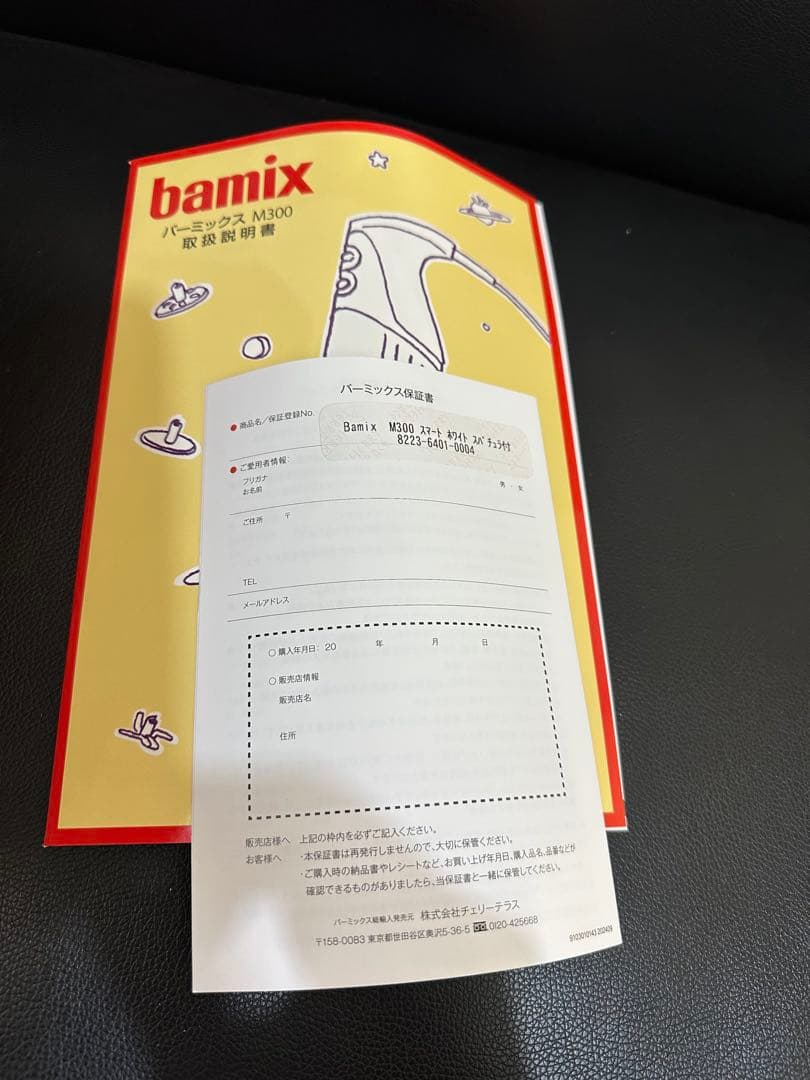 bamix
バーミックス M300
取扱説明書
バーミックス保証書
●商品名/保証登録No.
Bamix M300 スマート ホワイト スパチュラ付
8223-6401-0004
●ご愛用者情報:
フリガナ
お名前
男・女
ご住所 〒
TEL
メールアドレス
○購入年月日: 20 年 月 日
○販売店情報
販売店名
住所
販売店様へ 上記の枠内を必ずご記入ください。
お客様へ ・本保証書は再発行しませんので、大切に保管ください。
・ご購入時の納品書やレシートなど、お買い上げ年月日、購入品名、品番などが
確認できるものがありましたら、当保証書と一緒に保管してください。
バーミックス総輸入発売元 株式会社チェリーテラス
〒158-0083 東京都世田谷区奥沢5-36-5 0120-425668
9103010143 202409